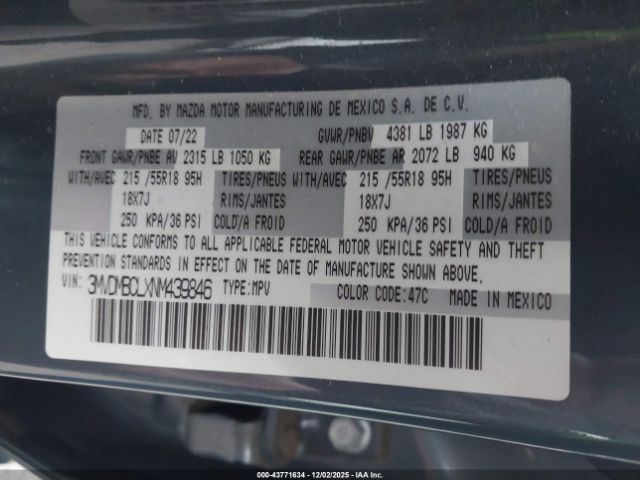 MFD. BY MAZDA MOTOR MANUFACTURING DE MEXICO S.A. DE C.V.
DATE 07/22 GVWR/PNBV 4381 LB 1987 KG
FRONT GAWR/PNBE AV 2315 LB 1050 KG REAR GAWR/PNBE AR 2072 LB 940 KG
WITH/AVEC 215 /55R18 95H TIRES/PNEUS WITH/AVEC 215 /55R18 95H TIRES/PNEUS
18X7J RIMS/JANTES 18X7J RIMS/JANTES
250 KPA/36 PSI COLD/A FROID 250 KPA/36 PSI COLD/A FROID
THIS VEHICLE CONFORMS TO ALL APPLICABLE FEDERAL MOTOR VEHICLE SAFETY AND THEFT
PREVENTION STANDARDS IN EFFECT ON THE DATE OF MANUFACTURE SHOWN ABOVE.
VIN: 3MVDMBCLXNM439846 TYPE:MPV COLOR CODE:47C MADE IN MEXICO
000-43771634 - 12/02/2025 - IAA Inc.